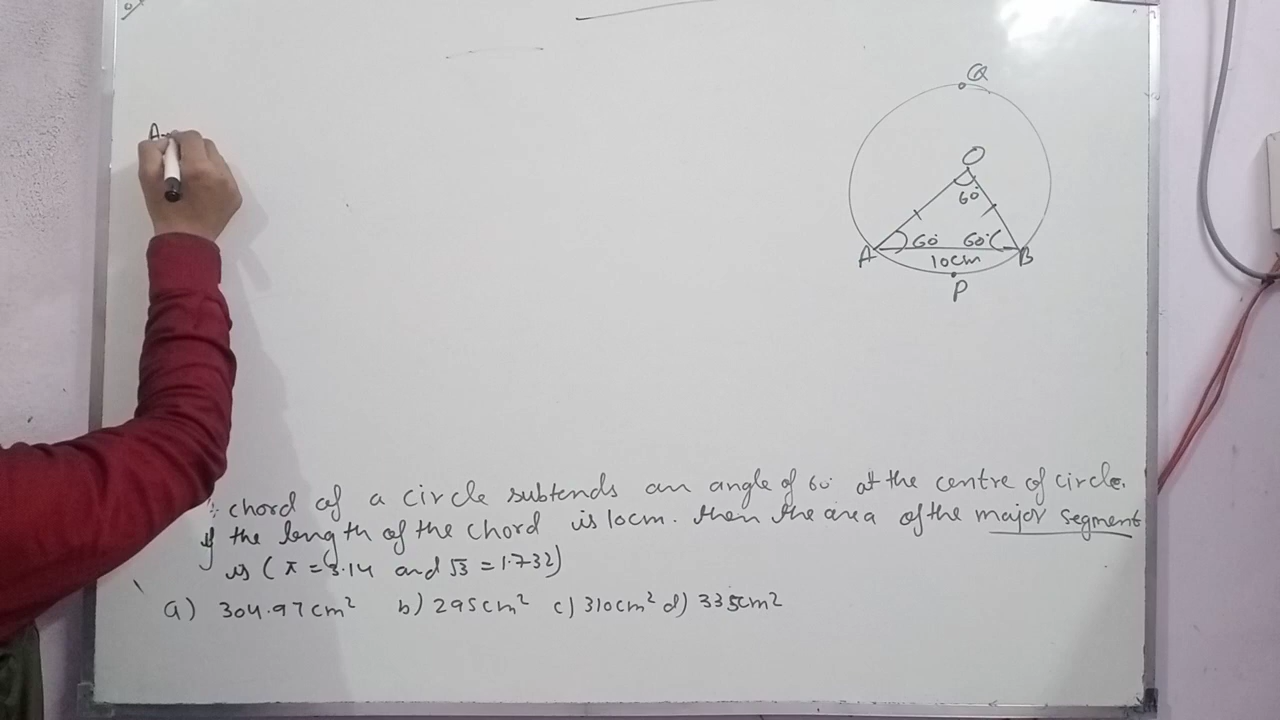 Q
O
60°
60° 60°
A 10cm B
P
A
chord of a circle subtends an angle of 60° at the centre of circle.
if the length of the chord is 10cm. then the area of the major segment
is ( π = 3.14 and √3 = 1.732)
a) 304.97cm² b) 295cm² c) 310cm² d) 335cm²